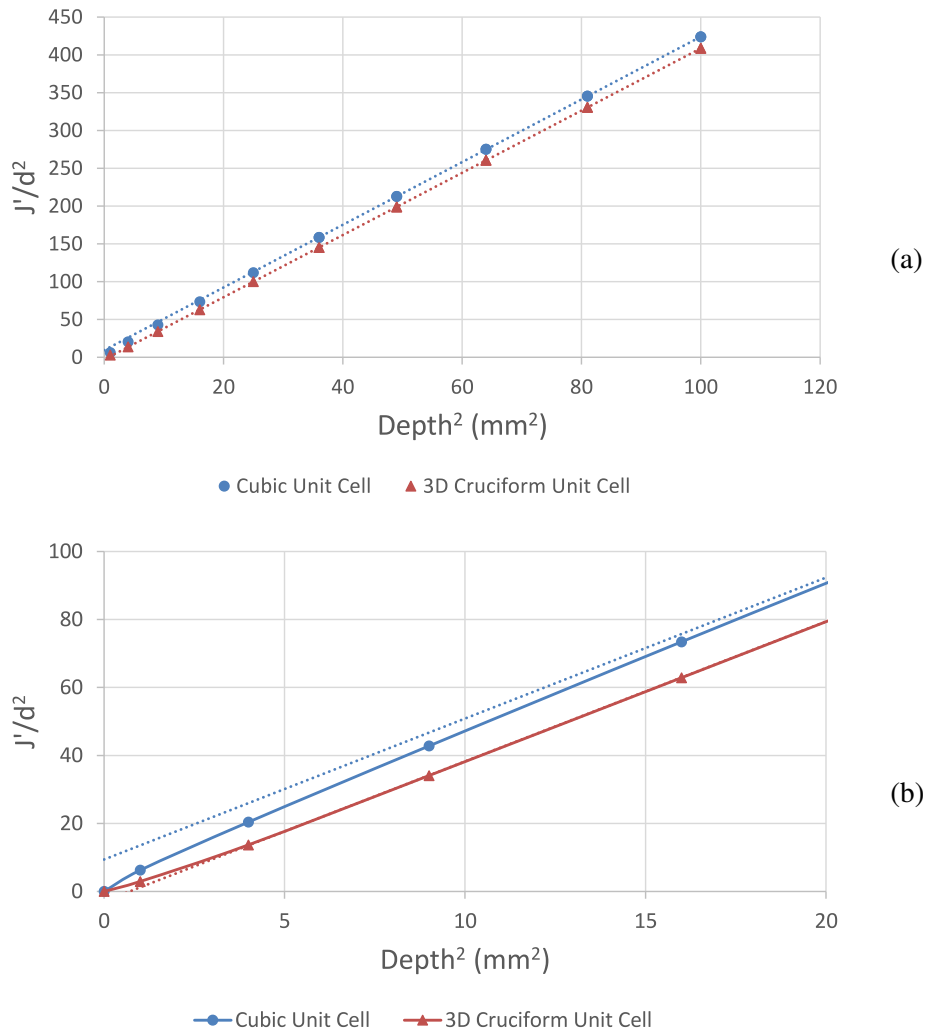 450
400
350
300
250
200
150
100
50
0
J'/d²
0 20 40 60 80 100 120
Depth² (mm²)
Cubic Unit Cell 3D Cruciform Unit Cell
(a)
100
80
60
40
20
0
J'/d²
0 5 10 15 20
Depth² (mm²)
Cubic Unit Cell 3D Cruciform Unit Cell
(b)